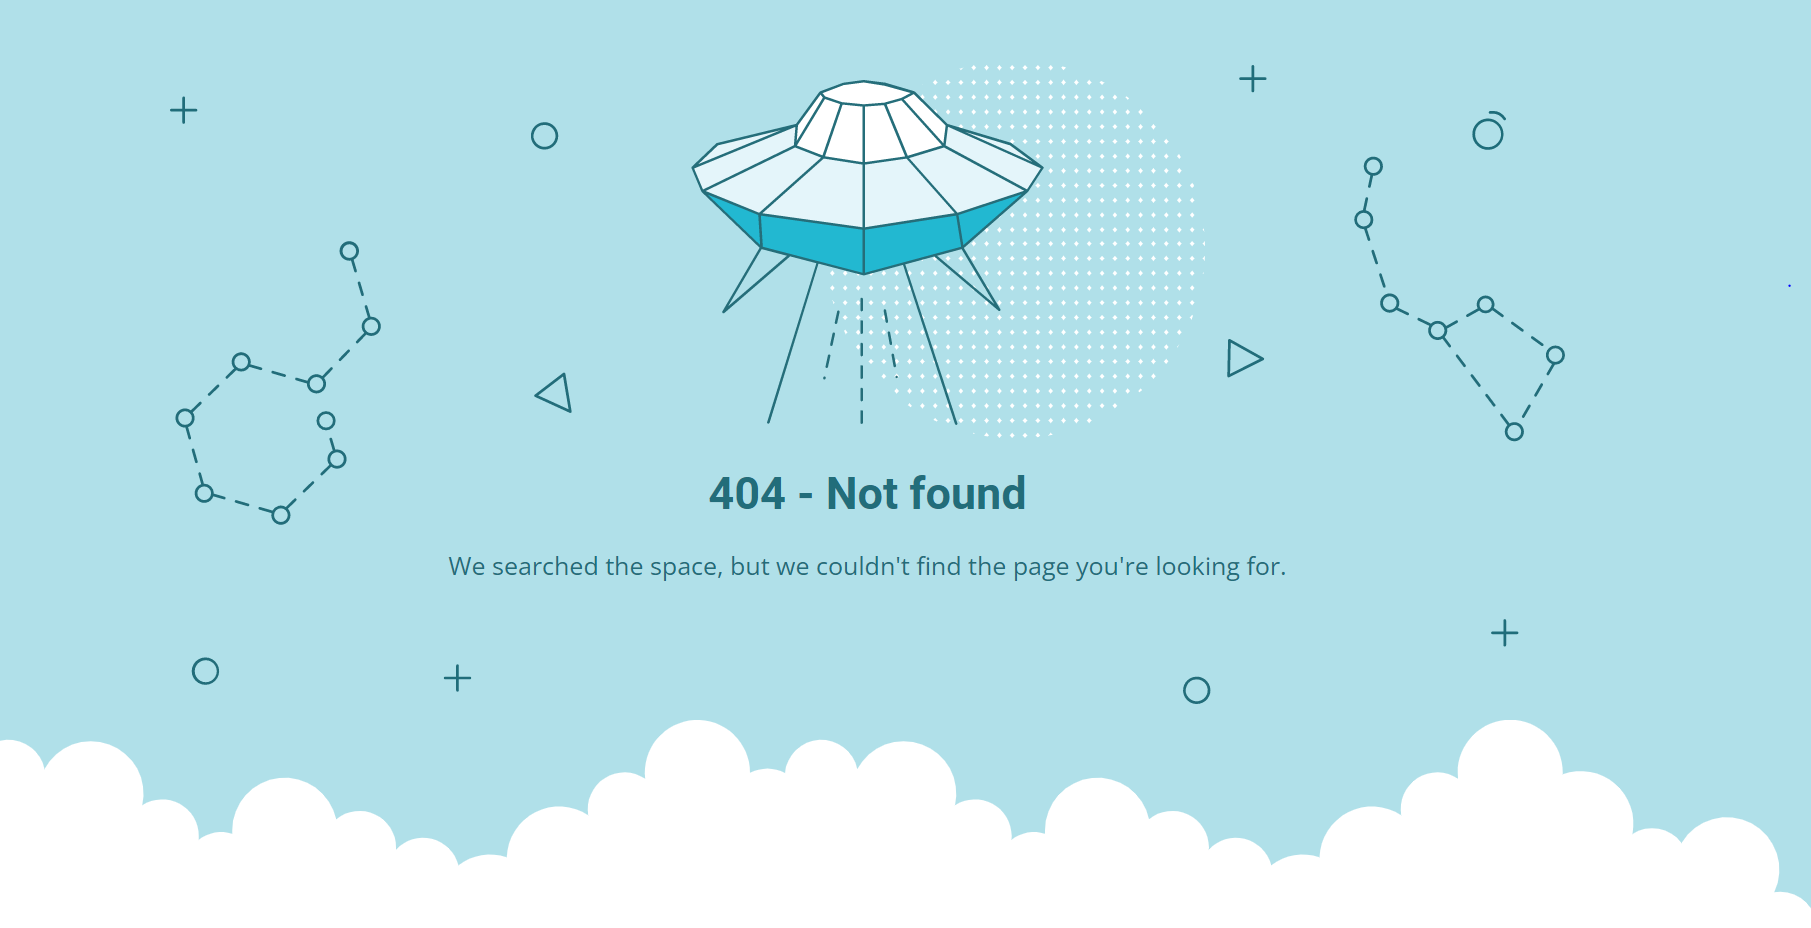 404 - Not found
We searched the space, but we couldn't find the page you're looking for.